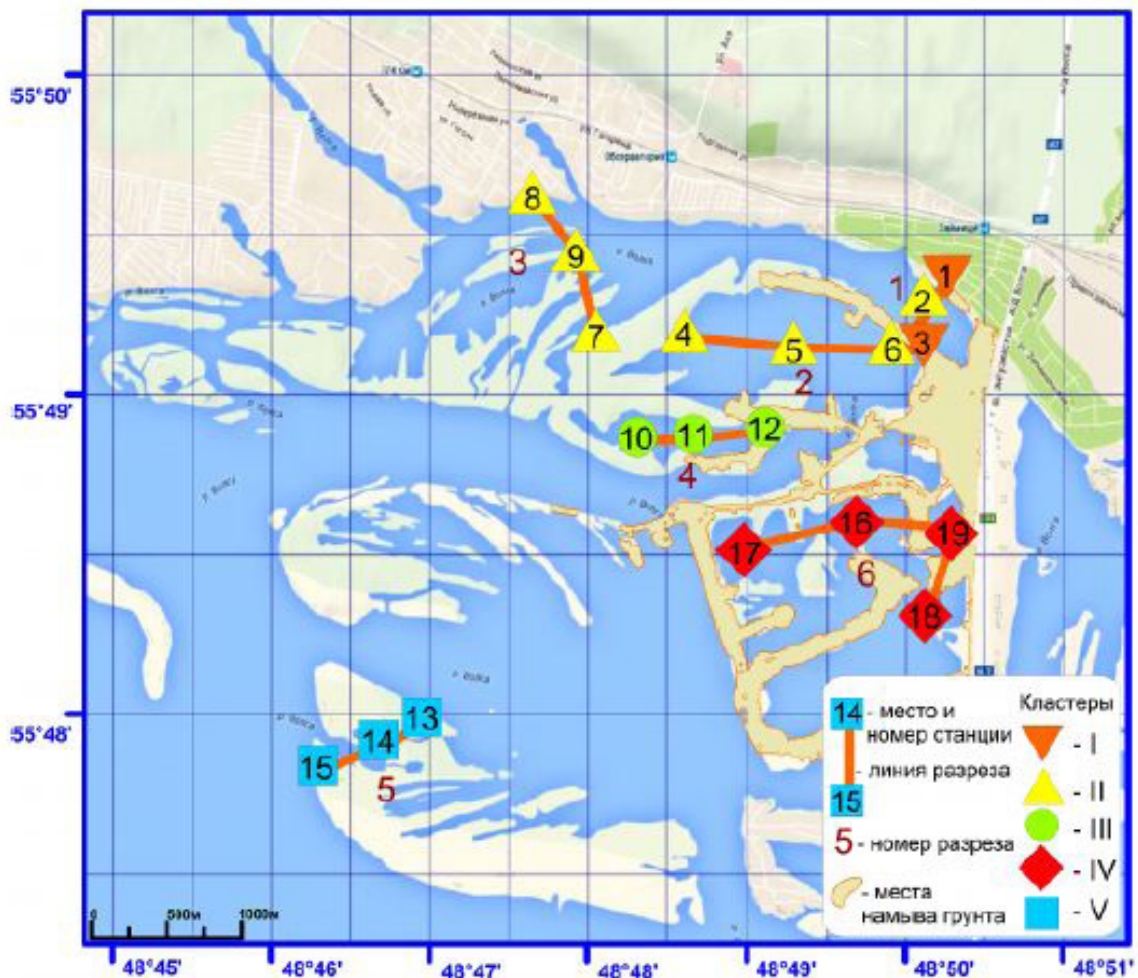 55°50'
55°49'
55°48'
8
9
3
7
4
5
6
2
1
1
2
3
10
11
12
4
17
16
19
6
18
13
14
15
5
р. Волга
р. Волга
р. Волга
р. Волга
р. Волга
Обсерватория
Займище
14
- место и
номер станции
- линия разреза
15
5 - номер разреза
- места
намыва грунта
Кластеры
- I
- II
- III
- IV
- V
0 500м 1000м
48°45'
48°46'
48°47'
48°48'
48°49'
48°50'
48°51'